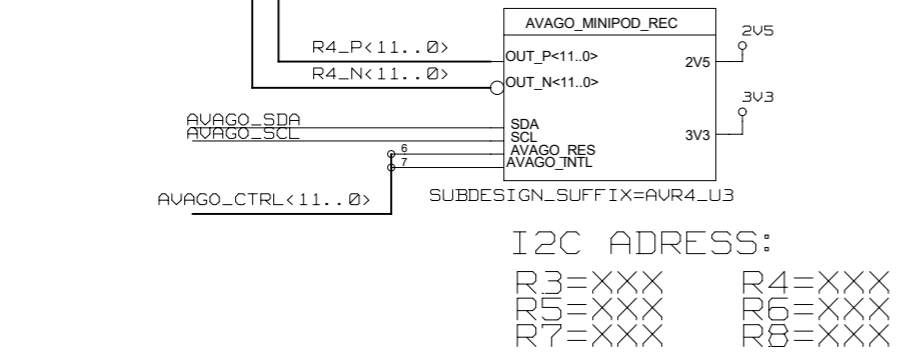 AVAGO_MINIPOD_REC
2V5
R4_P<11..0>
OUT_P<11..0>
2V5
R4_N<11..0>
OUT_N<11..0>
3V3
AVAGO_SDA
SDA
3V3
AVAGO_SCL
SCL
6
AVAGO_RES
7
AVAGO_INTL
AVAGO_CTRL<11..0>
SUBDESIGN_SUFFIX=AVR4_U3
I2C ADRESS:
R3=XXX R4=XXX
R5=XXX R6=XXX
R7=XXX R8=XXX